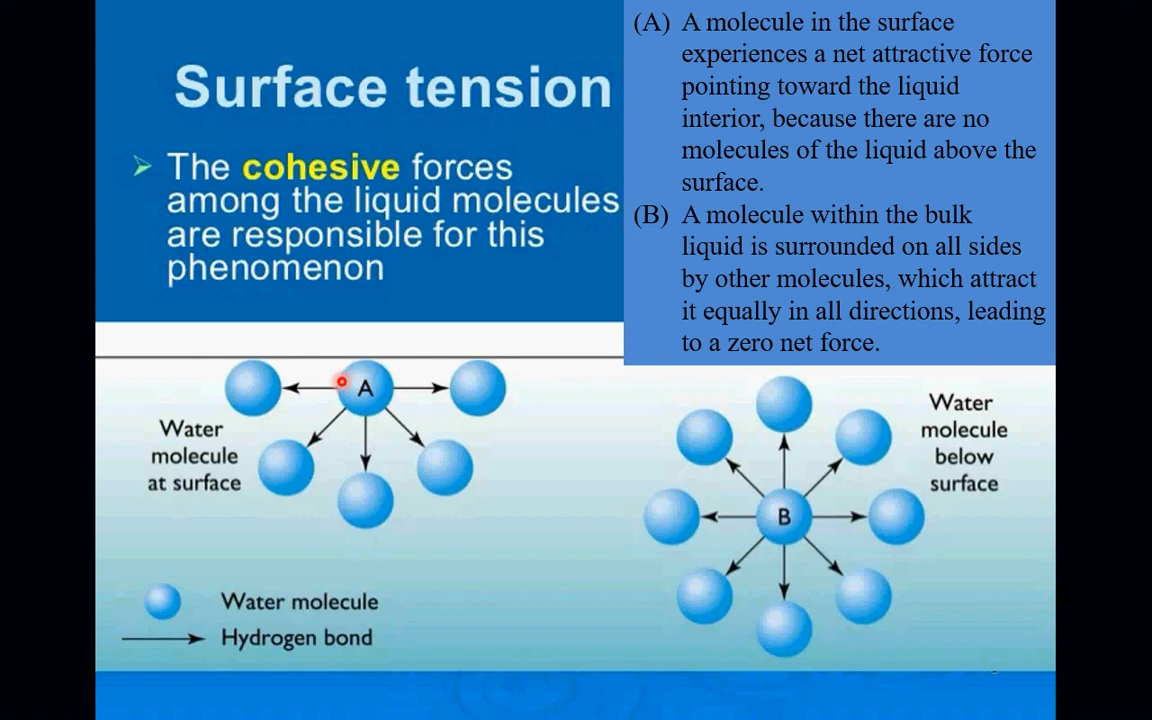 Surface tension
➢ The cohesive forces
among the liquid molecules
are responsible for this
phenomenon
(A) A molecule in the surface
experiences a net attractive force
pointing toward the liquid
interior, because there are no
molecules of the liquid above the
surface.
(B) A molecule within the bulk
liquid is surrounded on all sides
by other molecules, which attract
it equally in all directions, leading
to a zero net force.
A
Water
molecule
at surface
Water
molecule
below
surface
B
Water molecule
Hydrogen bond